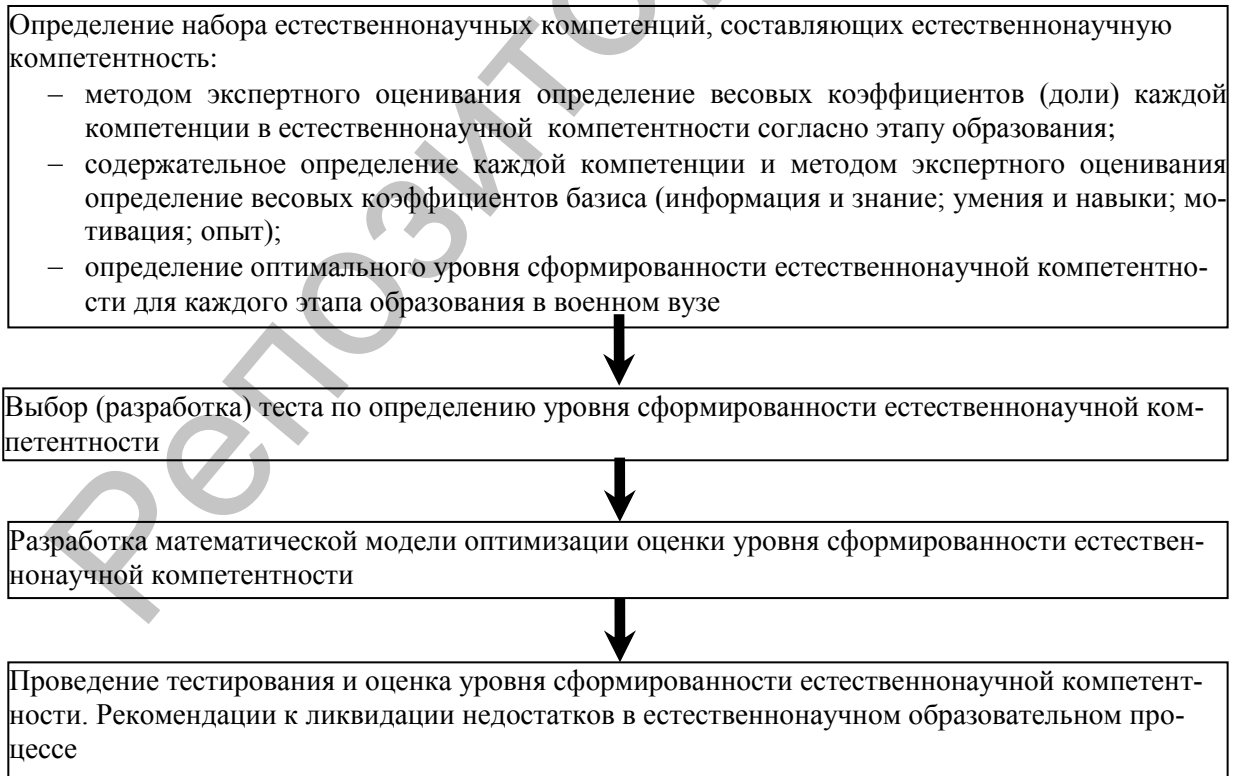 Определение набора естественнонаучных компетенций, составляющих естественнонаучную
компетентность:
– методом экспертного оценивания определение весовых коэффициентов (доли) каждой
компетенции в естественнонаучной компетентности согласно этапу образования;
– содержательное определение каждой компетенции и методом экспертного оценивания
определение весовых коэффициентов базиса (информация и знание; умения и навыки; мо-
тивация; опыт);
– определение оптимального уровня сформированности естественнонаучной компетентно-
сти для каждого этапа образования в военном вузе
Выбор (разработка) теста по определению уровня сформированности естественнонаучной ком-
петентности
Разработка математической модели оптимизации оценки уровня сформированности естествен-
нонаучной компетентности
Проведение тестирования и оценка уровня сформированности естественнонаучной компетент-
ности. Рекомендации к ликвидации недостатков в естественнонаучном образовательном про-
цессе
Репозито